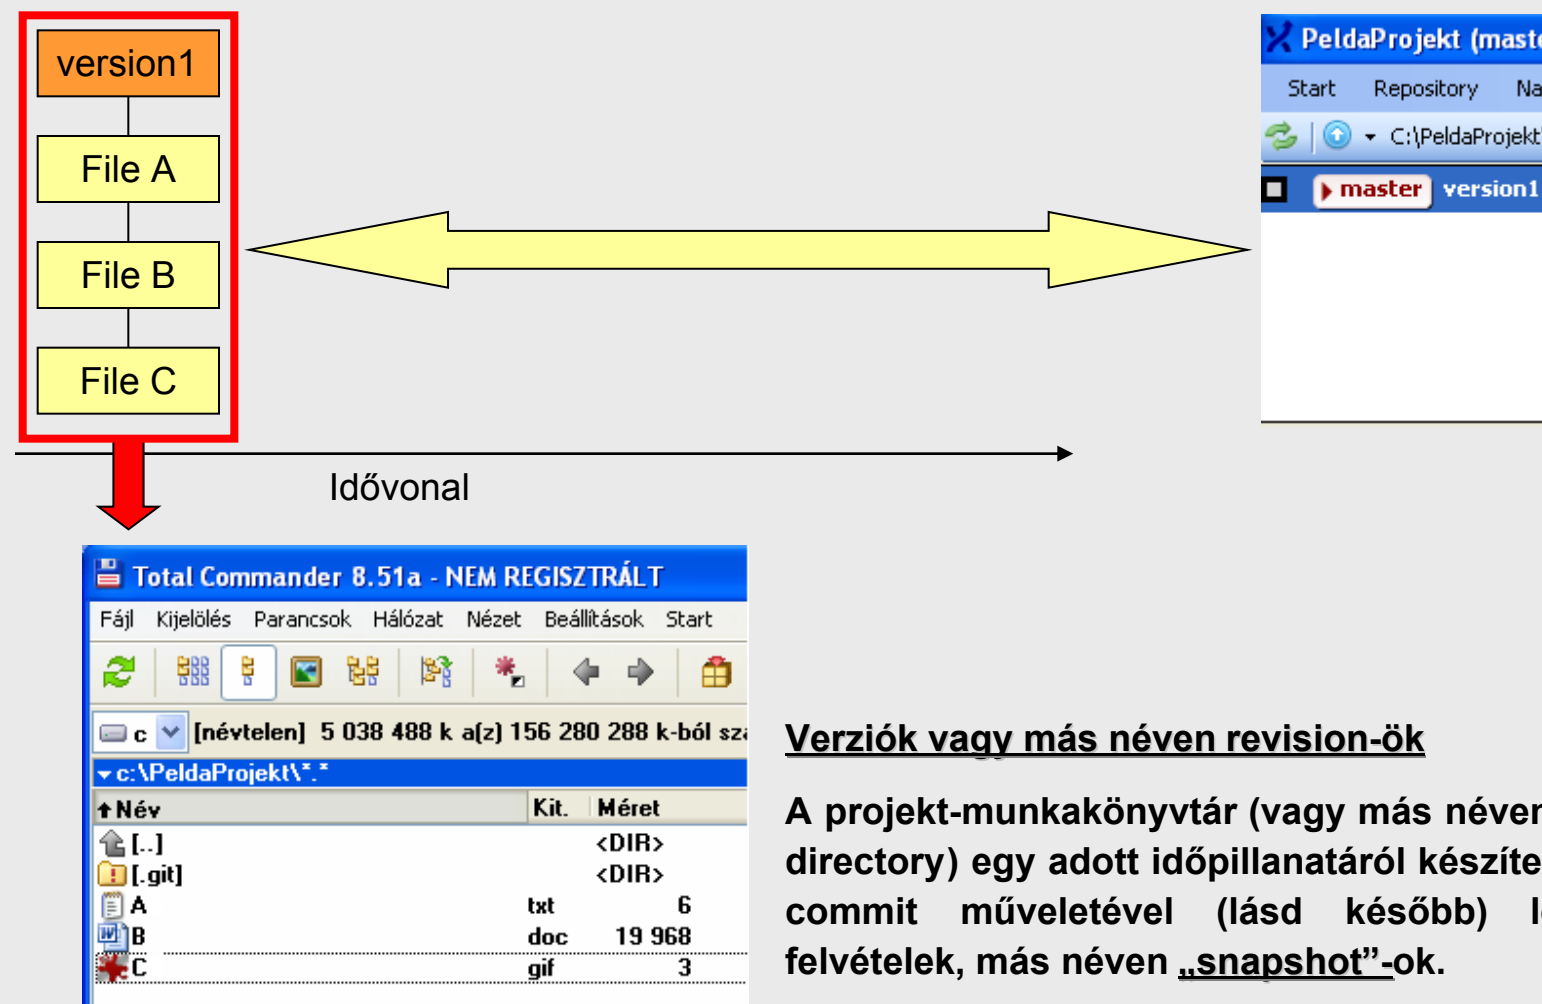 version1
File A
File B
File C
Idővonal
PeldaProjekt (maste
Start Repository Na
C:\PeldaProjekt
master version1
Total Commander 8.51a - NEM REGISZTRÁLT
Fájl Kijelölés Parancsok Hálózat Nézet Beállítások Start
c [névtelen] 5 038 488 k a(z) 156 280 288 k-ból sza
c:\PeldaProjekt\*.*
Név Kit. Méret
[..] <DIR>
[.git] <DIR>
A txt 6
B doc 19 968
C gif 3
Verziók vagy más néven revision-ök
A projekt-munkakönyvtár (vagy más néven
directory) egy adott időpillanatáról készíte
commit műveletével (lásd később) l
felvételek, más néven „snapshot”-ok.